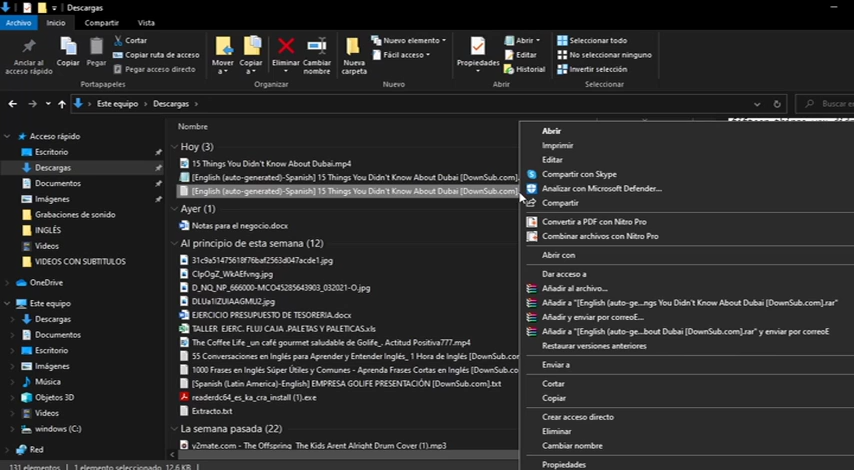 Descargas
Archivo Inicio Compartir Vista
Anclar al acceso rápido
Copiar
Pegar
Cortar
Copiar ruta de acceso
Pegar acceso directo
Portapapeles
Mover a
Copiar a
Eliminar
Cambiar nombre
Organizar
Nueva carpeta
Nuevo elemento
Fácil acceso
Nuevo
Propiedades
Abrir
Editar
Historial
Abrir
Seleccionar todo
No seleccionar ninguno
Invertir selección
Seleccionar
Este equipo > Descargas >
Buscar en
Acceso rápido
Escritorio
Descargas
Documentos
Imágenes
Grabaciones de sonido
INGLÉS
Videos
VIDEOS CON SUBTITULOS
OneDrive
Este equipo
Descargas
Documentos
Escritorio
Imágenes
Música
Objetos 3D
Videos
windows (C:)
Red
Nombre
Hoy (3)
15 Things You Didn't Know About Dubai.mp4
[English (auto-generated)-Spanish] 15 Things You Didn't Know About Dubai [DownSub.com].
[English (auto-generated)-Spanish] 15 Things You Didn't Know About Dubai [DownSub.com]
Ayer (1)
Notas para el negocio.docx
Al principio de esta semana (12)
31c9a51475618f76baf2563d047acde1.jpg
ClpOgZ_WkAEfvng.jpg
D_NQ_NP_666000-MCO45285643903_032021-O.jpg
DLUa1IZUIAAGMU2.jpg
EJERCICIO PRESUPUESTO DE TESORERIA.docx
TALLER EJERC. FLUJ CAJA .PALETAS Y PALETICAS.xls
The Coffee Life _un café gourmet saludable de Golife_. Actitud Positiva777.mp4
55 Conversaciones en Inglés para Aprender y Entender Inglés_ 1 Hora de Inglés [DownSub.cor
1000 Frases en Inglés Súper Útiles y Comunes - Aprenda Frases Cortas en Inglés [DownSub.c
[Spanish (Latin America)-English] EMPRESA GOLIFE PRESENTACIÓN [DownSub.com].txt
readerdc64_es_ka_cra_install (1).exe
Extracto.txt
La semana pasada (22)
y2mate.com - The Offspring The Kids Arent Alright Drum Cover (1).mp3
Abrir
Imprimir
Editar
Compartir con Skype
Analizar con Microsoft Defender...
Compartir
Convertir a PDF con Nitro Pro
Combinar archivos con Nitro Pro
Abrir con
Dar acceso a
Añadir al archivo...
Añadir a "[English (auto-ge...ngs You Didn't Know About Dubai [DownSub.com].rar"
Añadir y enviar por correoE...
Añadir a "[English (auto-ge...bout Dubai [DownSub.com].rar" y enviar por correoE
Restaurar versiones anteriores
Enviar a
Cortar
Copiar
Crear acceso directo
Eliminar
Cambiar nombre
Propiedades
131 elementos
1 elemento seleccionado 12,6 KB